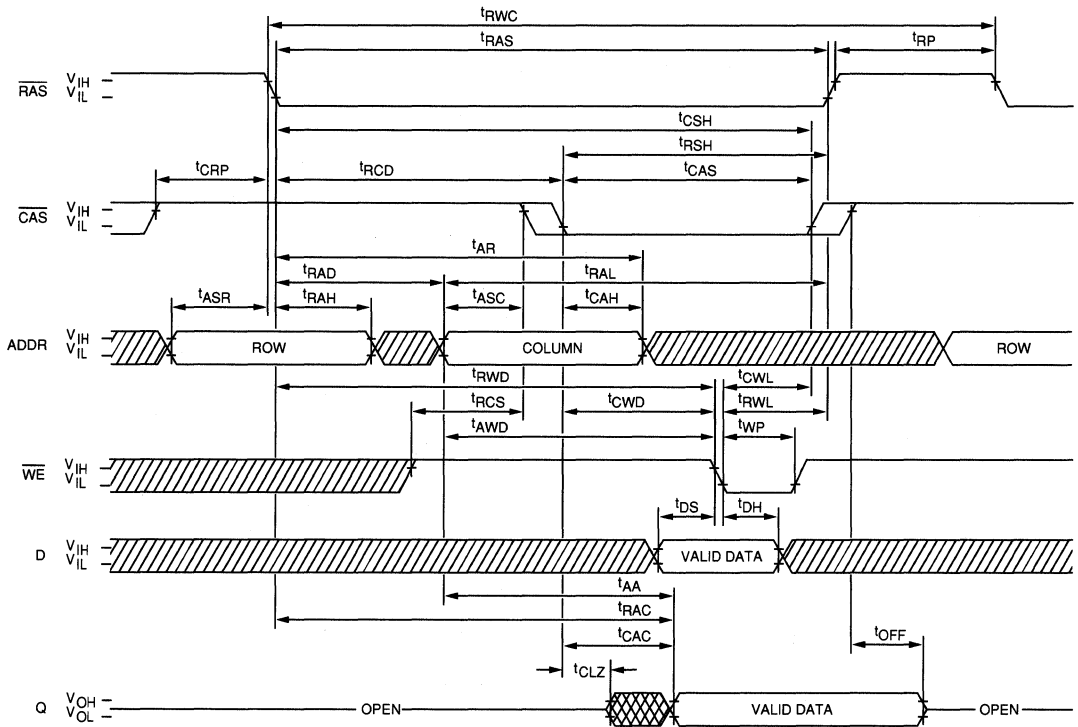 tRWC
tRAS
tRP
RAS VIH VIL
tCSH
tRSH
tCRP
tRCD
tCAS
CAS VIH VIL
tAR
tRAD
tRAL
tASR
tRAH
tASC
tCAH
ADDR VIH VIL
ROW
COLUMN
ROW
tRWD
tCWL
tRCS
tCWD
tRWL
tAWD
tWP
WE VIH VIL
tDS
tDH
D VIH VIL
VALID DATA
tAA
tRAC
tCAC
tOFF
tCLZ
Q VOH VOL
OPEN
VALID DATA
OPEN